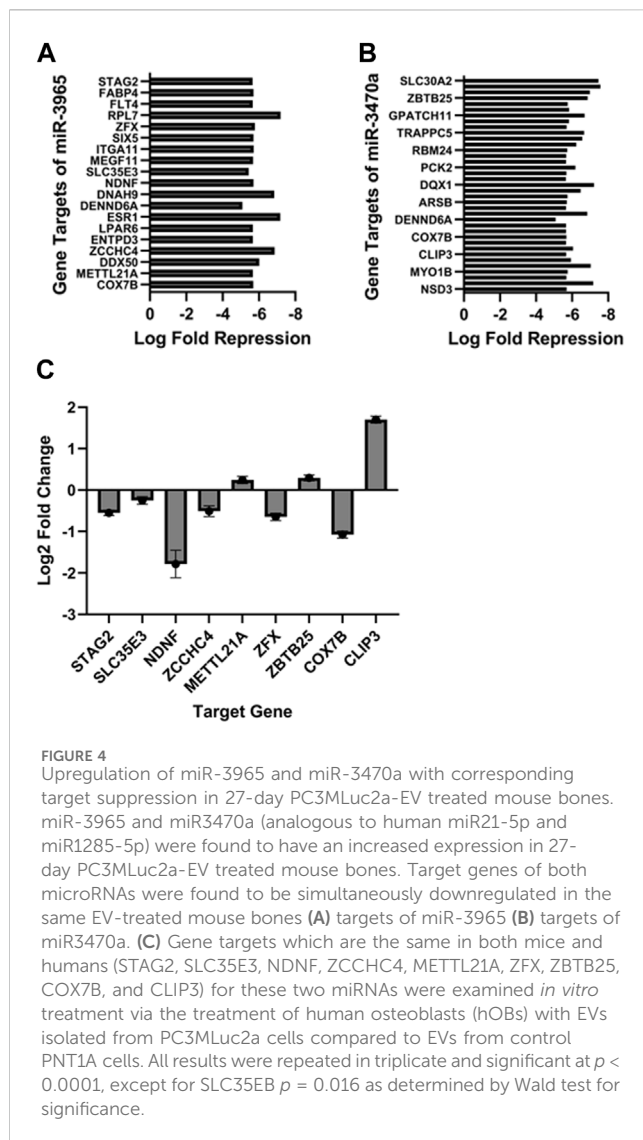 A
Gene Targets of miR-3965
STAG2
FABP4
FLT4
RPL7
ZFX
SIX5
ITGA11
MEGF11
SLC35E3
NDNF
DNAH9
DENND6A
ESR1
LPAR6
ENTPD3
ZCCHC4
DDX50
METTL21A
COX7B
0 -2 -4 -6 -8
Log Fold Repression
B
Gene Targets of miR-3470a
SLC30A2
ZBTB25
GPATCH11
TRAPPC5
RBM24
PCK2
DQX1
ARSB
DENND6A
COX7B
CLIP3
MYO1B
NSD3
0 -2 -4 -6 -8
Log Fold Repression
C
Log2 Fold Change
2
1
0
-1
-2
-3
STAG2
SLC35E3
NDNF
ZCCHC4
METTL21A
ZFX
ZBTB25
COX7B
CLIP3
Target Gene
FIGURE 4
Upregulation of miR-3965 and miR-3470a with corresponding
target suppression in 27-day PC3MLuc2a-EV treated mouse bones.
miR-3965 and miR3470a (analogous to human miR21-5p and
miR1285-5p) were found to have an increased expression in 27-
day PC3MLuc2a-EV treated mouse bones. Target genes of both
microRNAs were found to be simultaneously downregulated in the
same EV-treated mouse bones (A) targets of miR-3965 (B) targets of
miR3470a. (C) Gene targets which are the same in both mice and
humans (STAG2, SLC35E3, NDNF, ZCCHC4, METTL21A, ZFX, ZBTB25,
COX7B, and CLIP3) for these two miRNAs were examined in vitro
treatment via the treatment of human osteoblasts (hOBs) with EVs
isolated from PC3MLuc2a cells compared to EVs from control
PNT1A cells. All results were repeated in triplicate and significant at p <
0.0001, except for SLC35EB p = 0.016 as determined by Wald test for
significance.